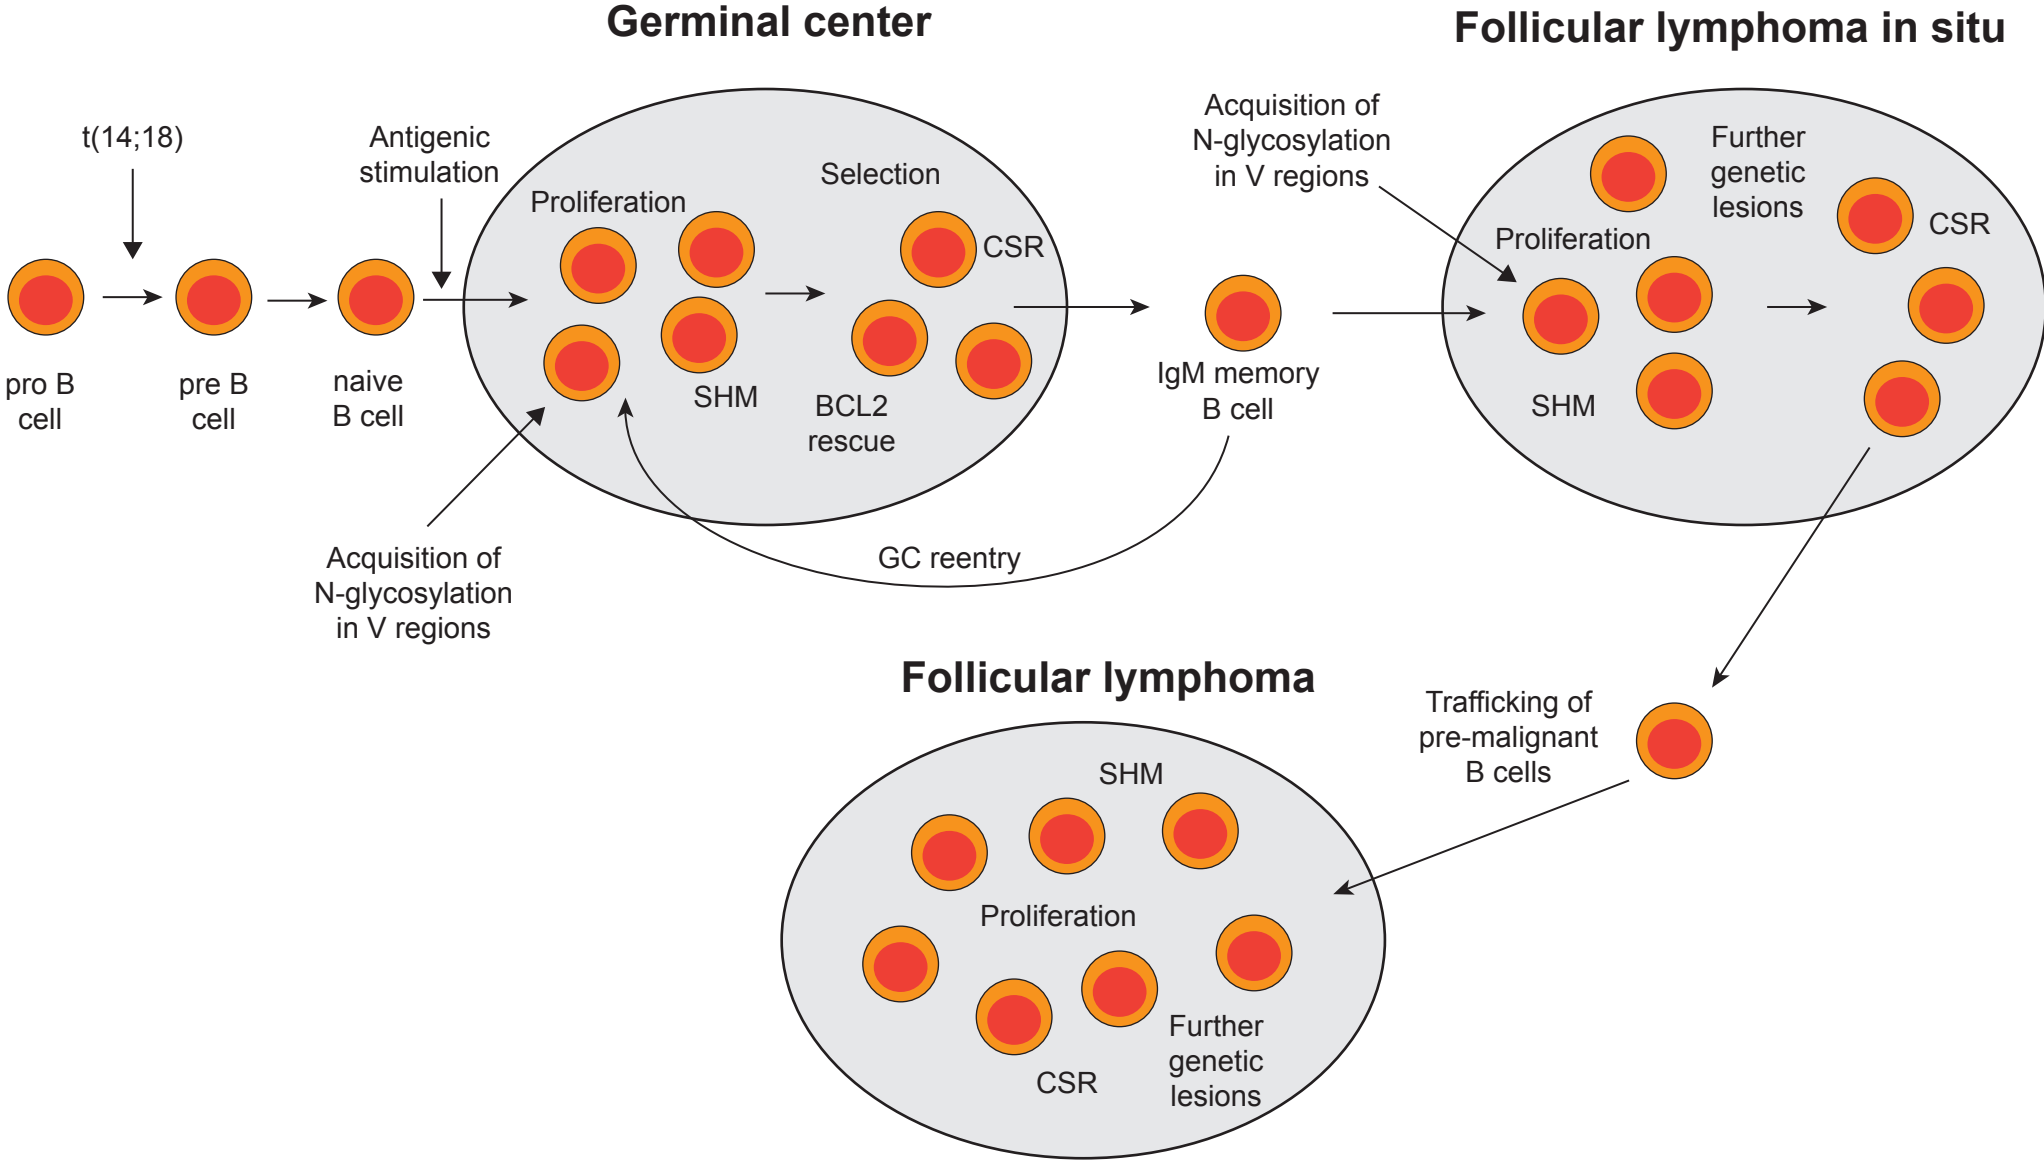 Germinal center
Follicular lymphoma in situ
t(14;18)
Antigenic
stimulation
Proliferation
Selection
CSR
SHM
BCL2
rescue
pro B
cell
pre B
cell
naive
B cell
Acquisition of
N-glycosylation
in V regions
GC reentry
IgM memory
B cell
Acquisition of
N-glycosylation
in V regions
Proliferation
Further
genetic
lesions
CSR
SHM
Trafficking of
pre-malignant
B cells
Follicular lymphoma
SHM
Proliferation
CSR
Further
genetic
lesions